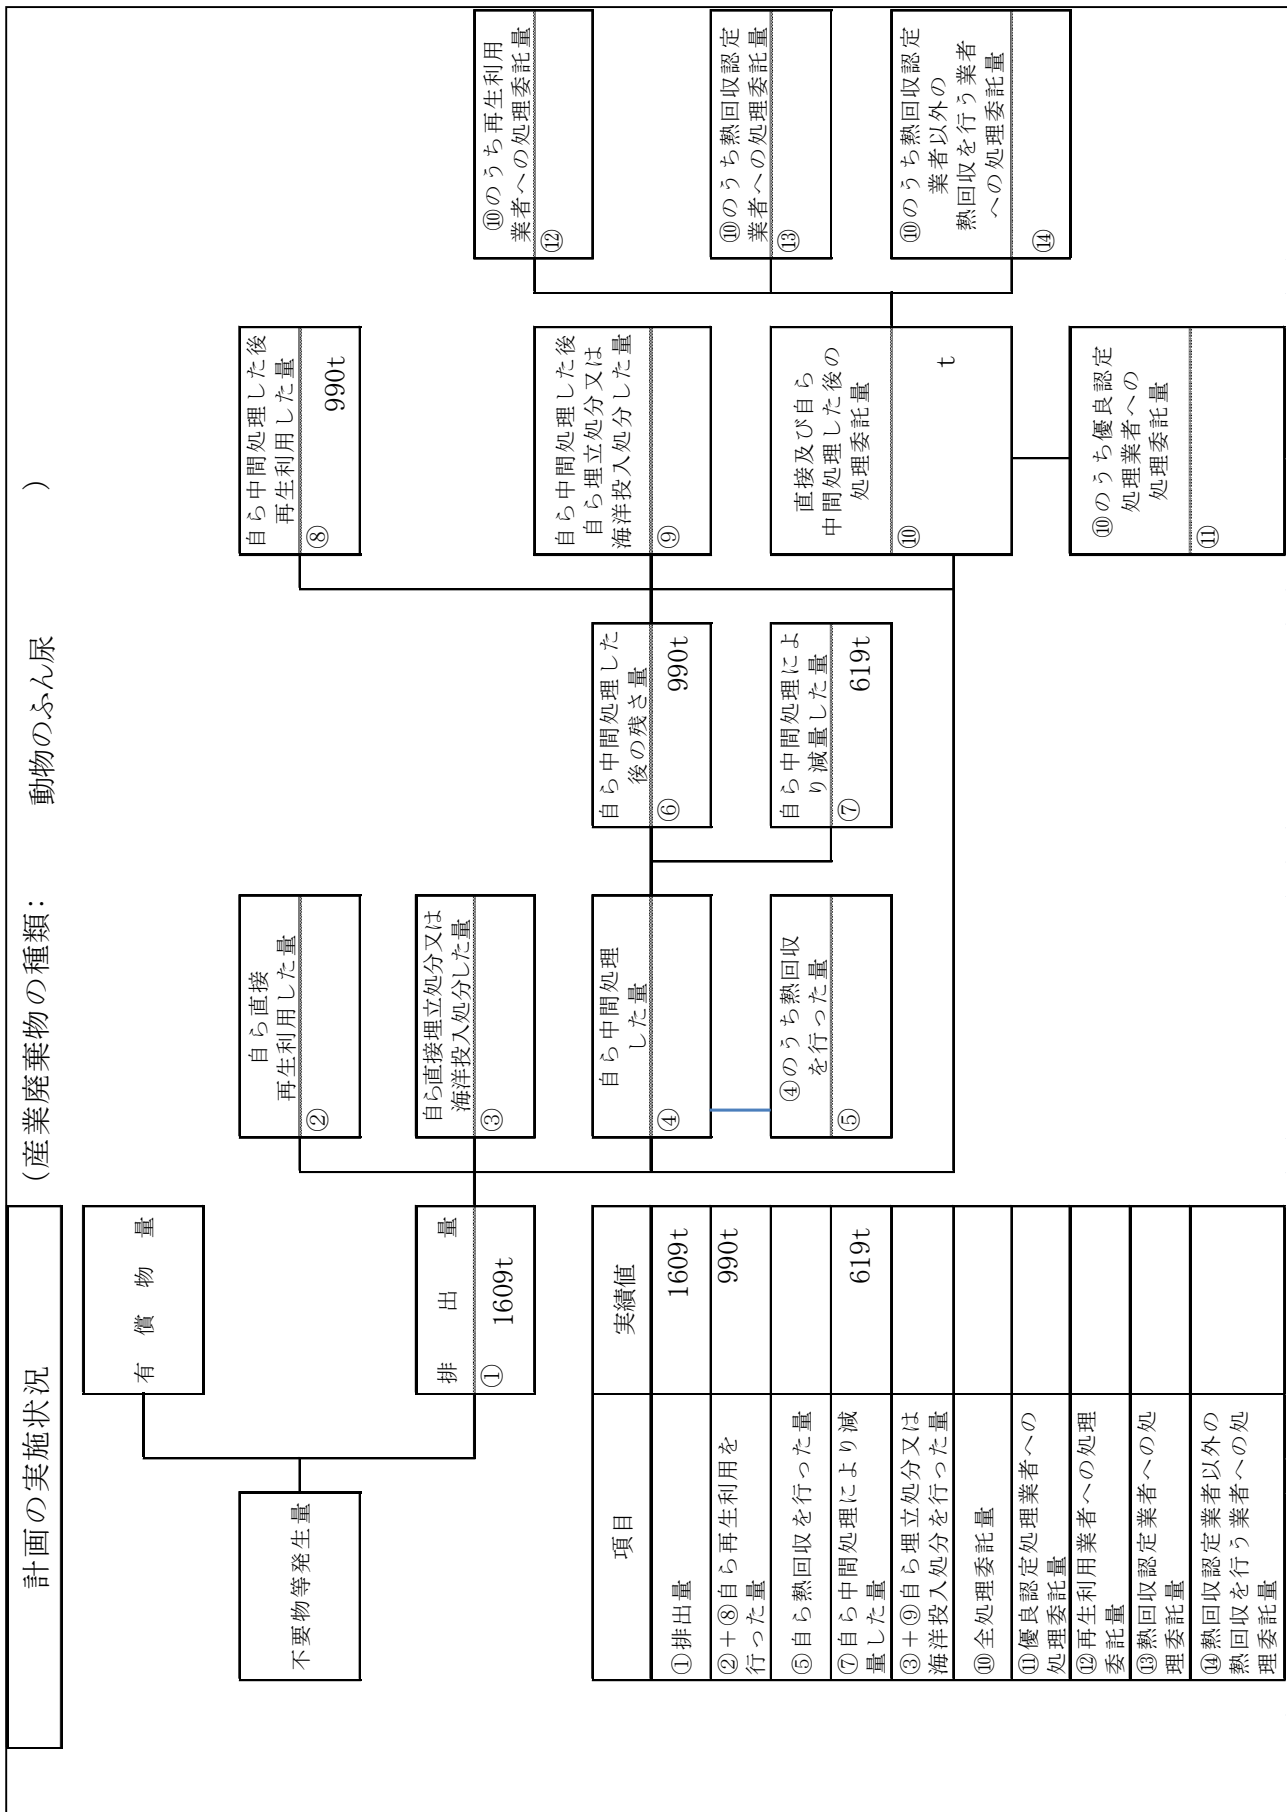 計画の実施状況
(産業廃棄物の種類： 動物のふん尿 )
有償物量
不要物等発生量
排出量
① 1609t
自ら直接
再生利用した量
②
自ら直接埋立処分又は
海洋投入処分した量
③
自ら中間処理
した量
④
④のうち熱回収
を行った量
⑤
自ら中間処理した
後の残さ量
⑥ 990t
自ら中間処理によ
り減量した量
⑦ 619t
自ら中間処理した後
再生利用した量
⑧ 990t
自ら中間処理した後
自ら埋立処分又は
海洋投入処分した量
⑨
直接及び自ら
中間処理した後の
処理委託量
⑩ t
⑩のうち優良認定
処理業者への
処理委託量
⑪
⑩のうち再生利用
業者への処理委託量
⑫
⑩のうち熱回収認定
業者への処理委託量
⑬
⑩のうち熱回収認定
業者以外の
熱回収を行う業者
への処理委託量
⑭
項目 実績値
①排出量 1609t
②＋⑧自ら再生利用を
行った量 990t
⑤自ら熱回収を行った量
⑦自ら中間処理により減
量した量 619t
③＋⑨自ら埋立処分又は
海洋投入処分を行った量
⑩全処理委託量
⑪優良認定処理業者への
処理委託量
⑫再生利用業者への処理
委託量
⑬熱回収認定業者への処
理委託量
⑭熱回収認定業者以外の
熱回収を行う業者への処
理委託量